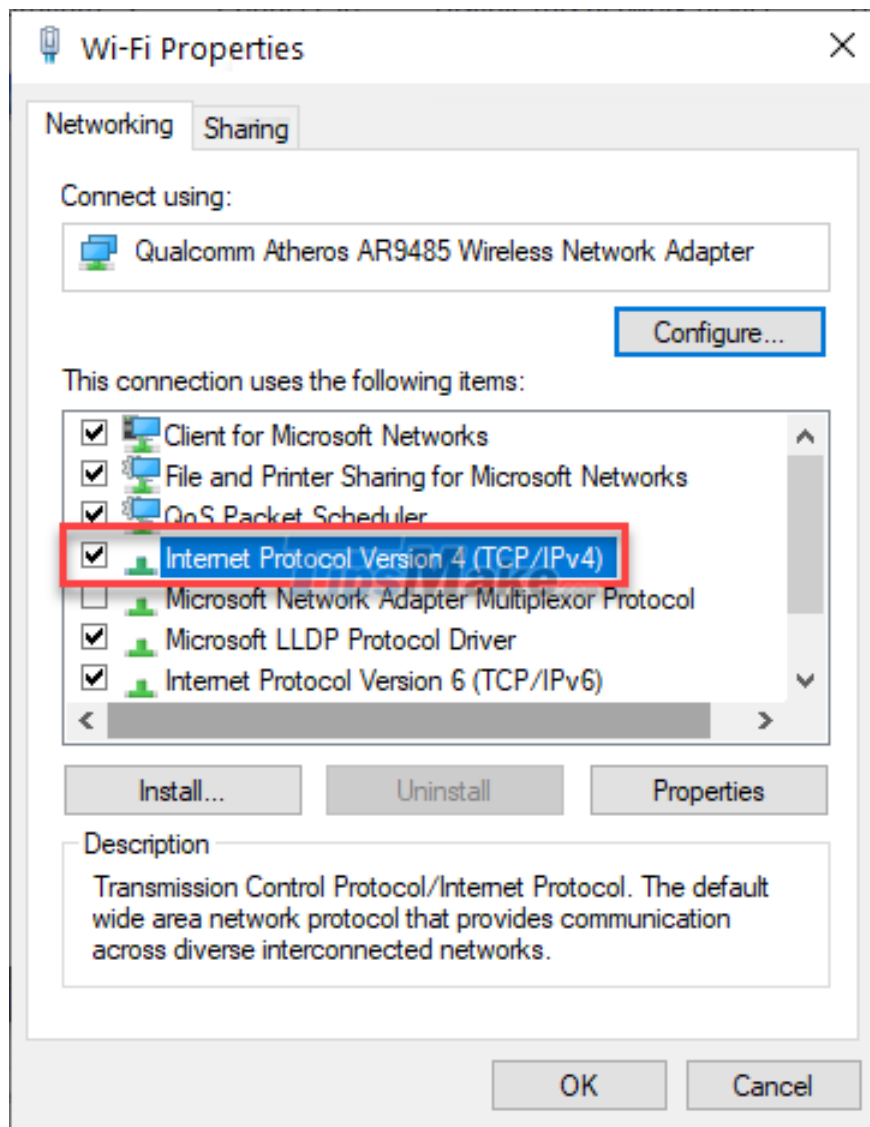 Wi-Fi Properties
Networking
Sharing
Connect using:
Qualcomm Atheros AR9485 Wireless Network Adapter
Configure...
This connection uses the following items:
Client for Microsoft Networks
File and Printer Sharing for Microsoft Networks
QoS Packet Scheduler
Internet Protocol Version 4 (TCP/IPv4)
TipsMake.com
Microsoft Network Adapter Multiplexor Protocol
Microsoft LLDP Protocol Driver
Internet Protocol Version 6 (TCP/IPv6)
Install...
Uninstall
Properties
Description
Transmission Control Protocol/Internet Protocol. The default
wide area network protocol that provides communication
across diverse interconnected networks.
OK
Cancel